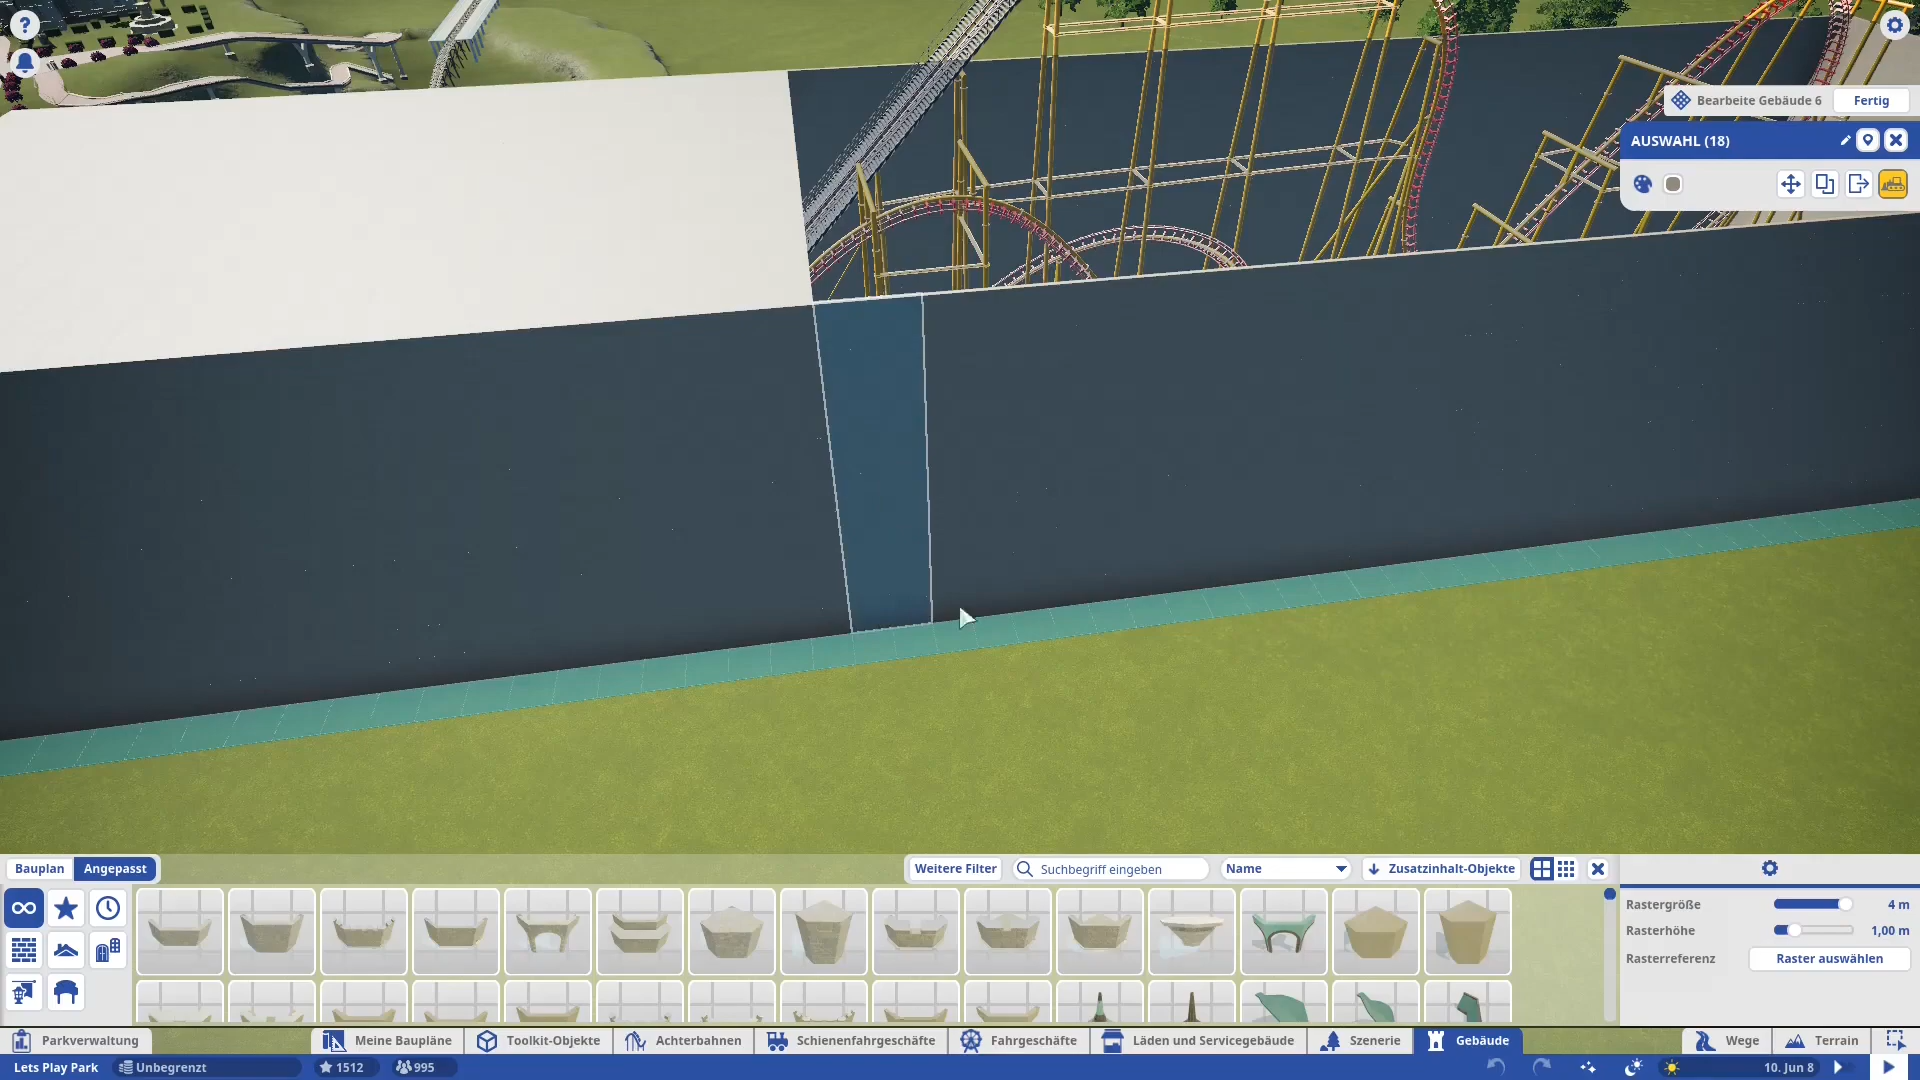 ?
Bearbeite Gebäude 6
Fertig
AUSWAHL (18)
Bauplan
Angepasst
Weitere Filter
Suchbegriff eingeben
Name
Zusatzinhalt-Objekte
Rastergröße
4 m
Rasterhöhe
1,00 m
Rasterreferenz
Raster auswählen
Parkverwaltung
Meine Baupläne
Toolkit-Objekte
Achterbahnen
Schienenfahrgeschäfte
Fahrgeschäfte
Läden und Servicegebäude
Szenerie
Gebäude
Wege
Terrain
Lets Play Park
Unbegrenzt
1512
995
10. Jun 8